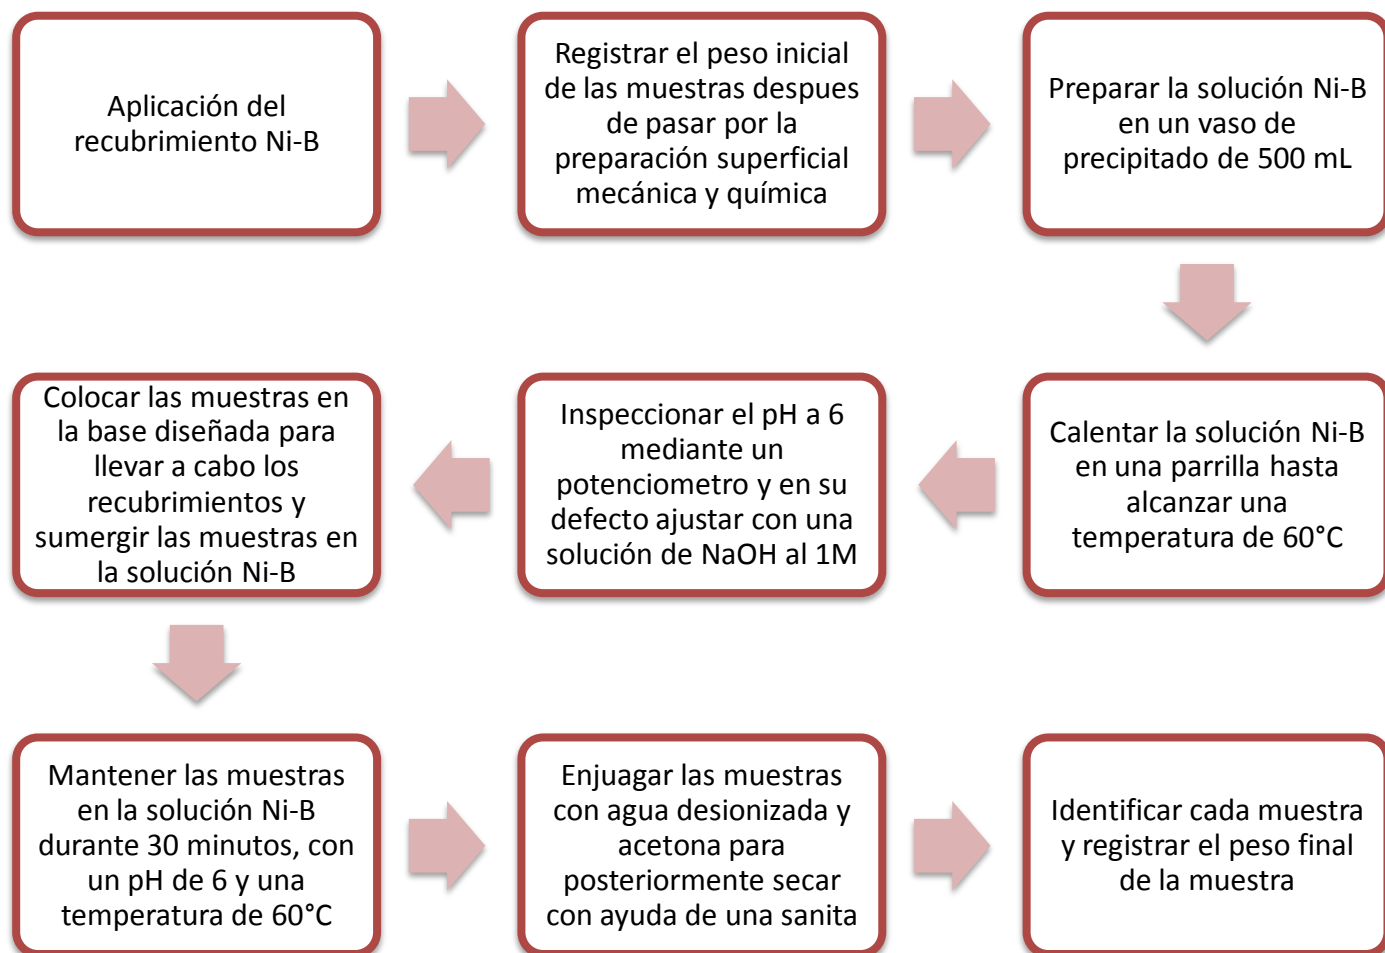 Aplicación del
recubrimiento Ni-B
Registrar el peso inicial
de las muestras despues
de pasar por la
preparación superficial
mecánica y química
Preparar la solución Ni-B
en un vaso de
precipitado de 500 mL
Calentar la solución Ni-B
en una parrilla hasta
alcanzar una
temperatura de 60°C
Inspeccionar el pH a 6
mediante un
potenciometro y en su
defecto ajustar con una
solución de NaOH al 1M
Colocar las muestras en
la base diseñada para
llevar a cabo los
recubrimientos y
sumergir las muestras en
la solución Ni-B
Mantener las muestras
en la solución Ni-B
durante 30 minutos, con
un pH de 6 y una
temperatura de 60°C
Enjuagar las muestras
con agua desionizada y
acetona para
posteriormente secar
con ayuda de una sanita
Identificar cada muestra
y registrar el peso final
de la muestra